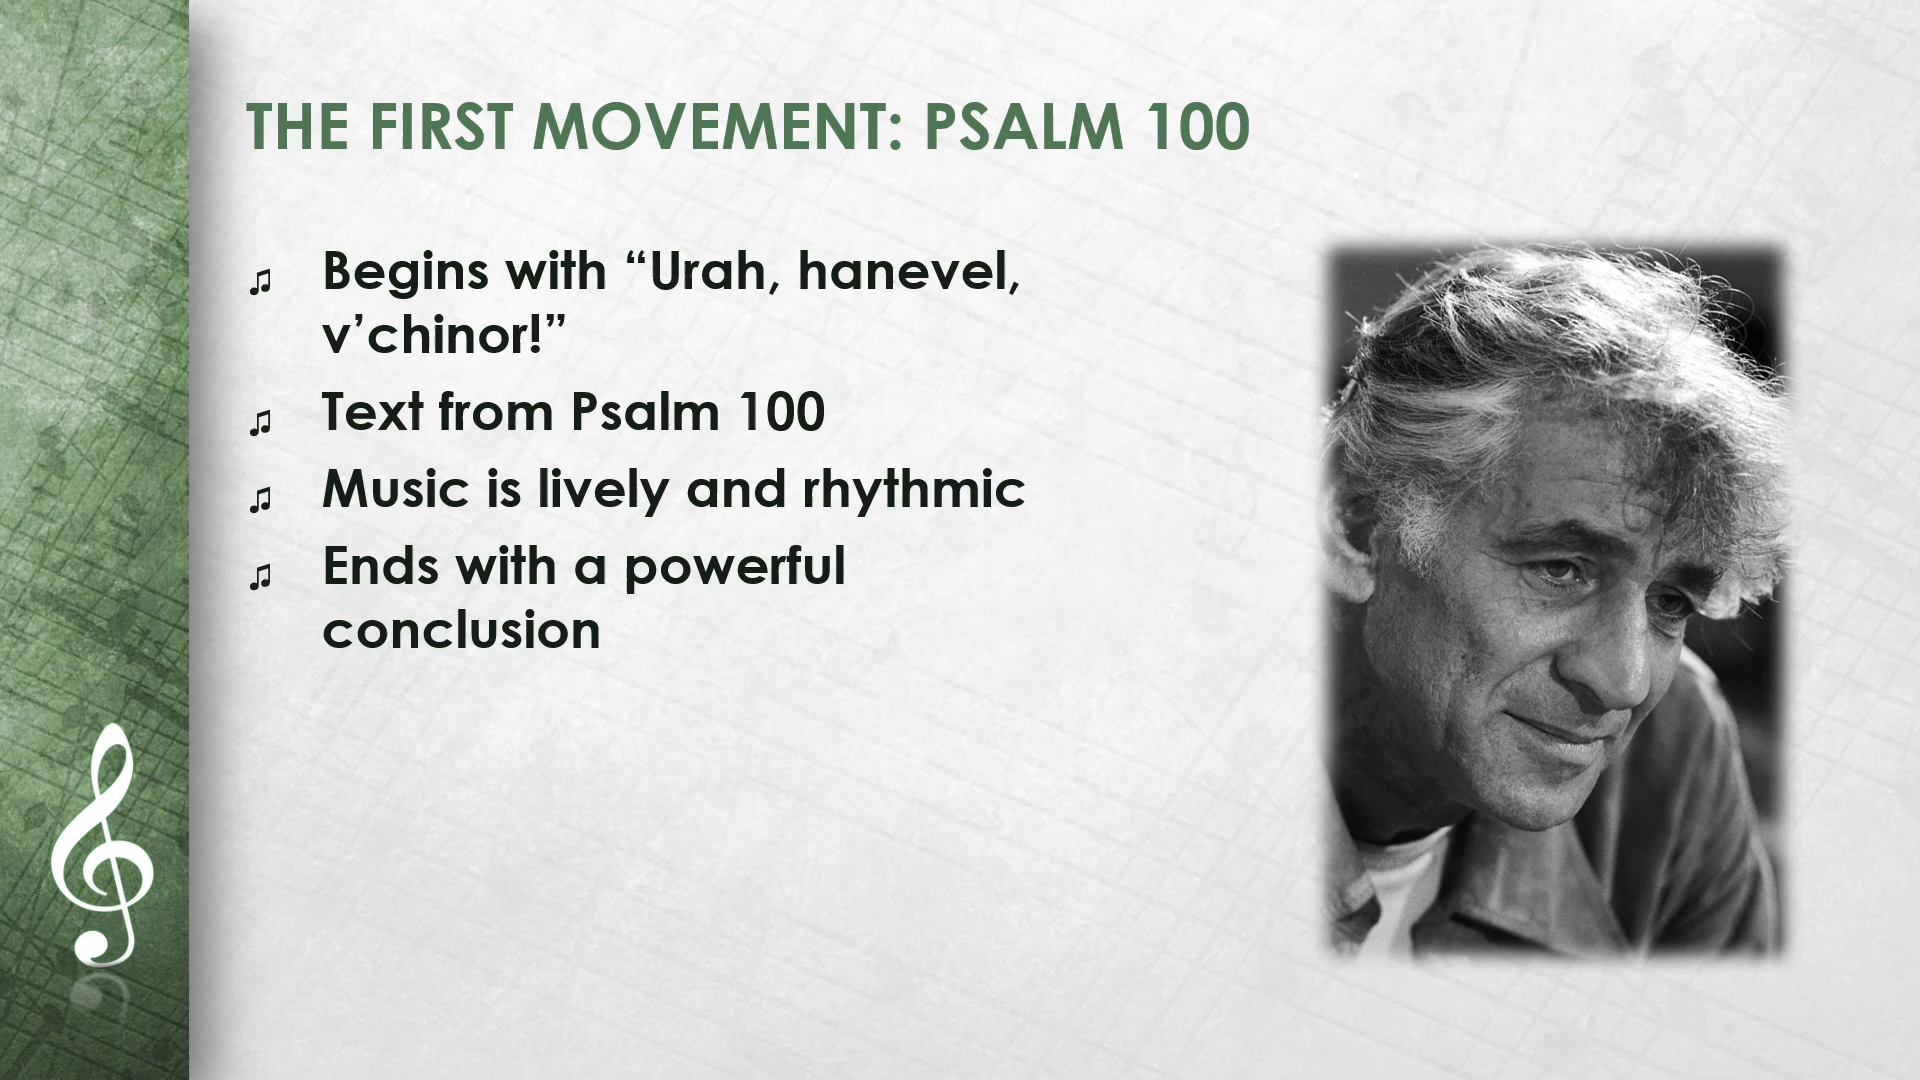 THE FIRST MOVEMENT: PSALM 100
♫ Begins with “Urah, hanevel,
v’chinor!”
♫ Text from Psalm 100
♫ Music is lively and rhythmic
♫ Ends with a powerful
conclusion